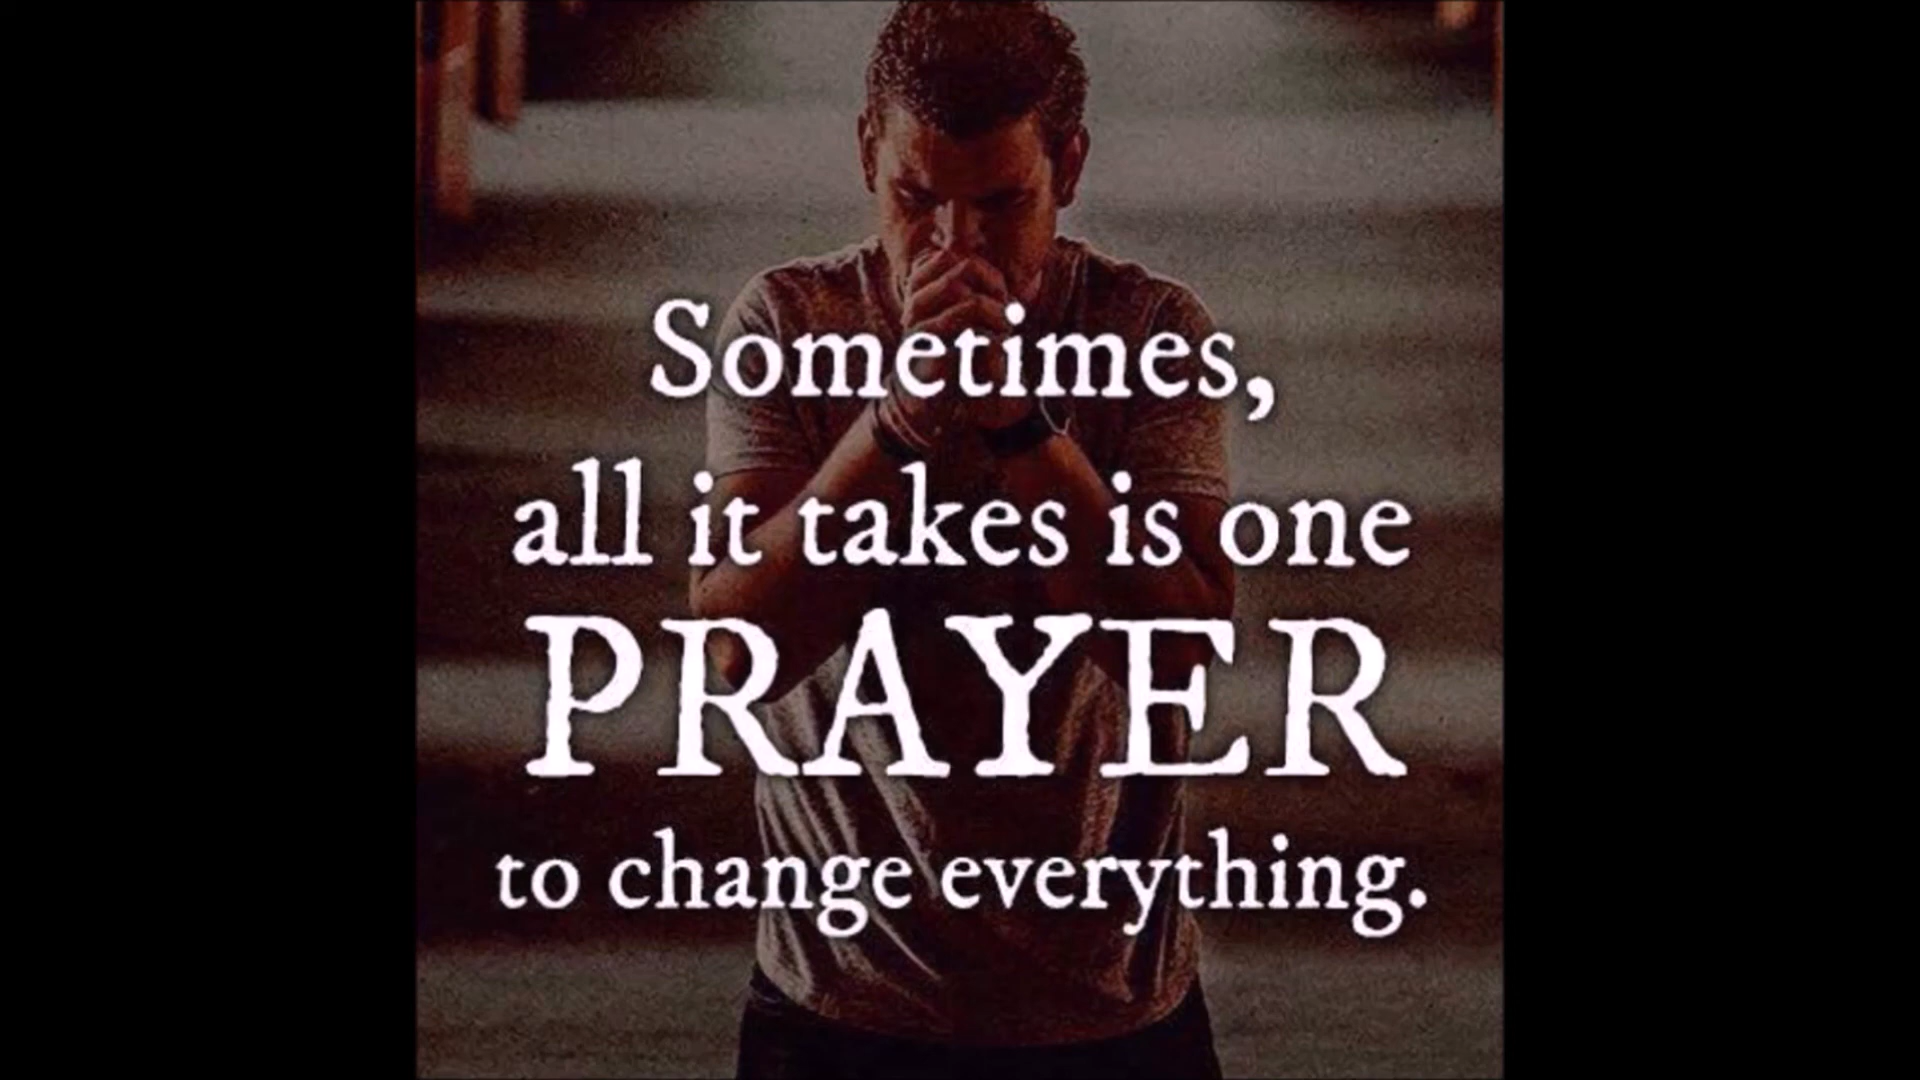 Sometimes,
all it takes is one
PRAYER
to change everything.